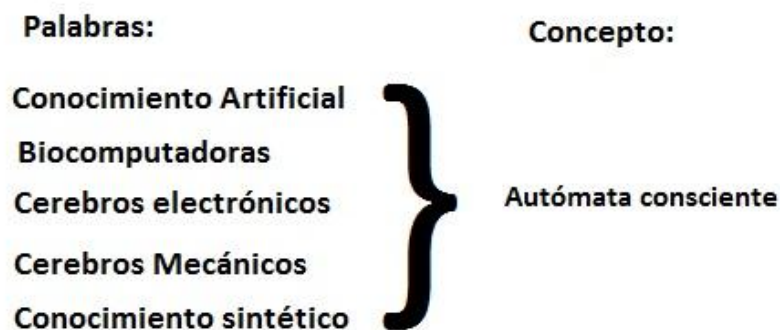 Palabras:
Concepto:
Conocimiento Artificial
Biocomputadoras
Cerebros electrónicos
Cerebros Mecánicos
Conocimiento sintético
Autómata consciente